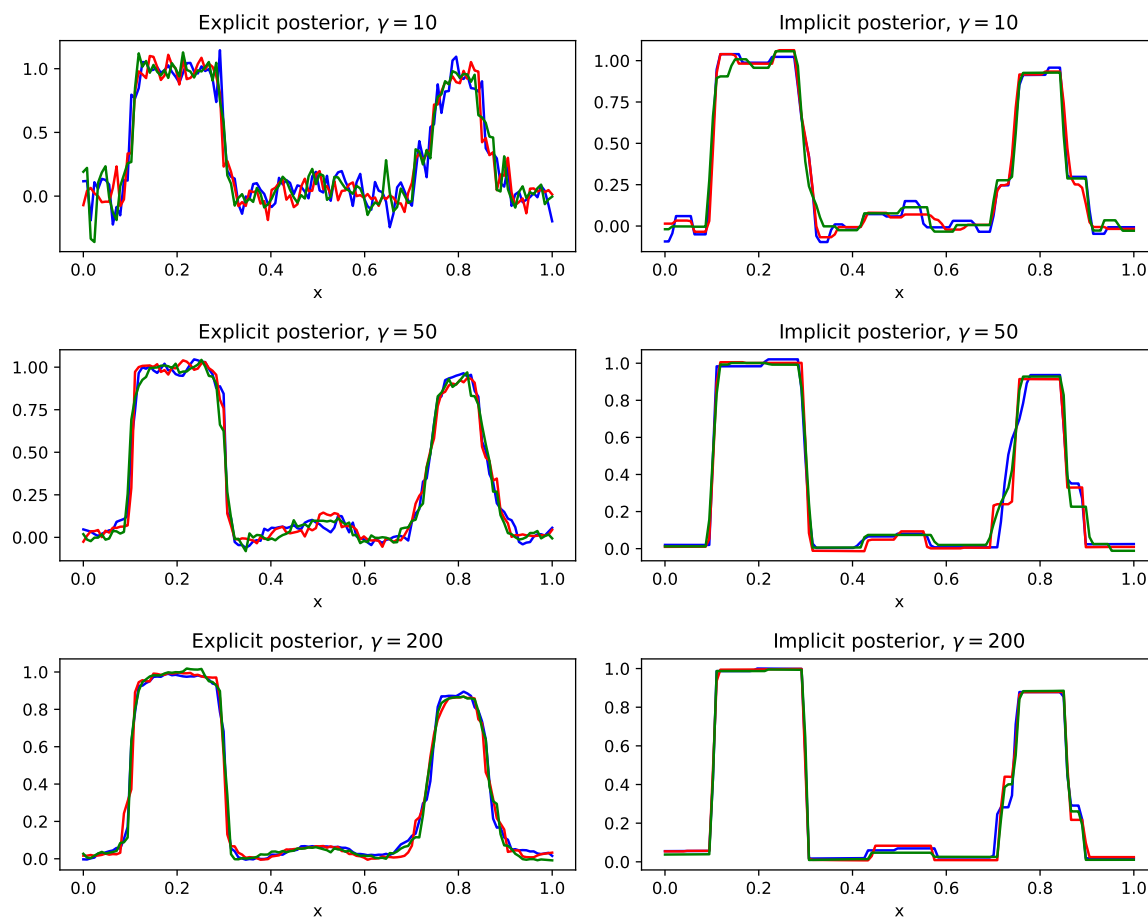 Explicit posterior, γ = 10
1.0
0.5
0.0
0.0 0.2 0.4 0.6 0.8 1.0
x
Implicit posterior, γ = 10
1.00
0.75
0.50
0.25
0.00
0.0 0.2 0.4 0.6 0.8 1.0
x
Explicit posterior, γ = 50
1.00
0.75
0.50
0.25
0.00
0.0 0.2 0.4 0.6 0.8 1.0
x
Implicit posterior, γ = 50
1.0
0.8
0.6
0.4
0.2
0.0
0.0 0.2 0.4 0.6 0.8 1.0
x
Explicit posterior, γ = 200
1.0
0.8
0.6
0.4
0.2
0.0
0.0 0.2 0.4 0.6 0.8 1.0
x
Implicit posterior, γ = 200
1.0
0.8
0.6
0.4
0.2
0.0
0.0 0.2 0.4 0.6 0.8 1.0
x